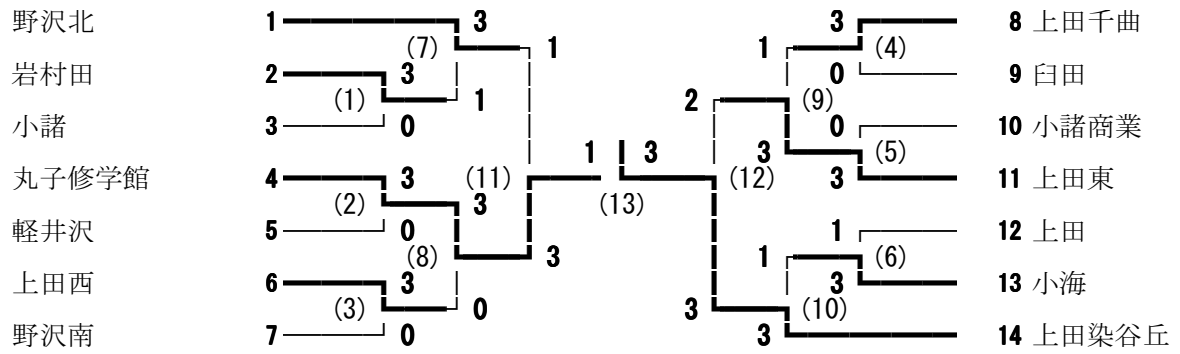 野沢北 1 3 3 8 上田千曲
(7) 1 1 (4)
岩村田 2 3 0 9 臼田
(1) 1 2 (9)
小諸 3 0 0 10 小諸商業
1 3 3 (5)
丸子修学館 4 3 (11) (12) 3 11 上田東
(2) 3 (13)
軽井沢 5 0 1 12 上田
(8) 3 1 (6)
上田西 6 3 3 13 小海
(3) 0 3 (10)
野沢南 7 0 3 14 上田染谷丘